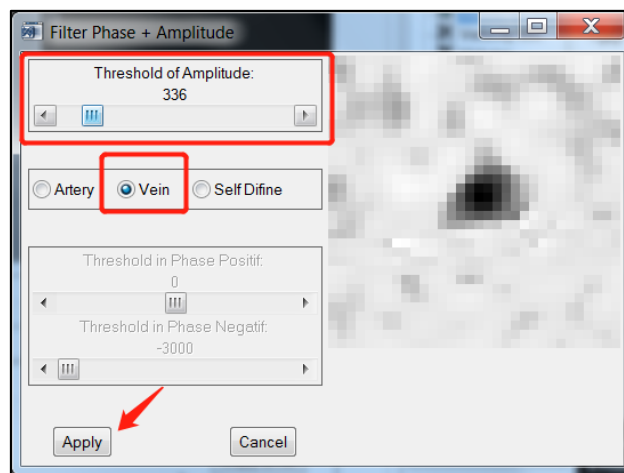 Filter Phase + Amplitude
Threshold of Amplitude:
336
Artery Vein Self Difine
Threshold in Phase Positif:
0
Threshold in Phase Negatif:
-3000
Apply Cancel